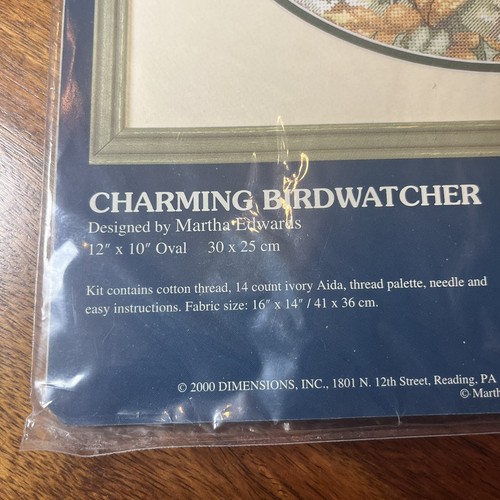 CHARMING BIRDWATCHER
Designed by Martha Edwards
12″ x 10″ Oval 30 x 25 cm
Kit contains cotton thread, 14 count ivory Aida, thread palette, needle and
easy instructions. Fabric size: 16″ x 14″ / 41 x 36 cm.
© 2000 DIMENSIONS, INC., 1801 N. 12th Street, Reading, PA
© Marth